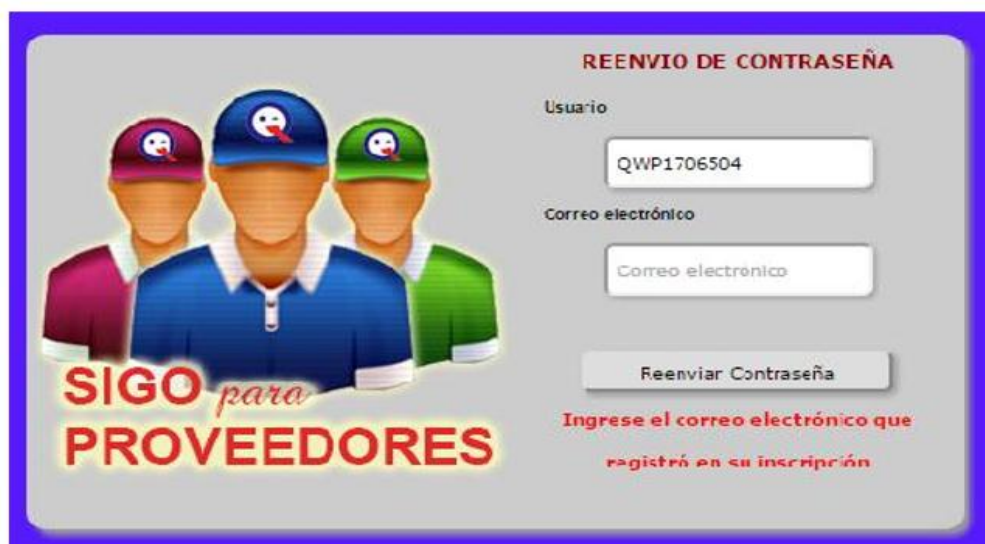 REENVIO DE CONTRASEÑA
Usuario
QWP1706504
Correo electrónico
Correo electrónico
Reenviar Contraseña
Ingrese el correo electrónico que
registró en su inscripción
SIGO para
PROVEEDORES